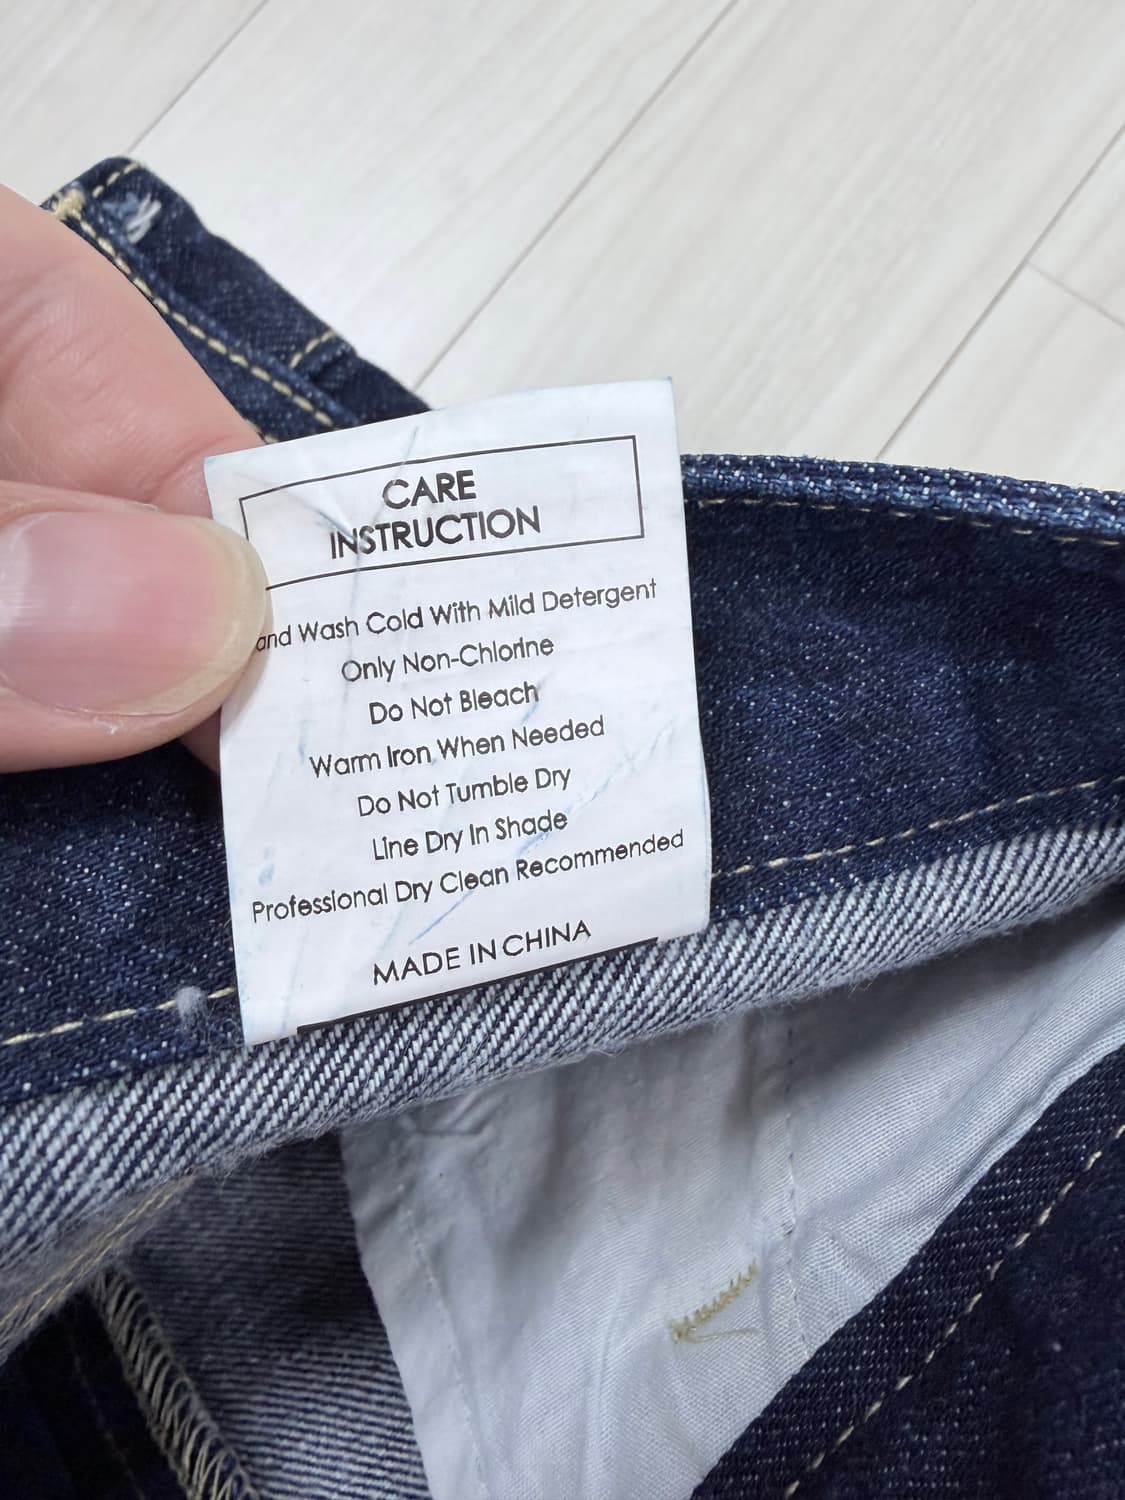 CARE
INSTRUCTION
and Wash Cold With Mild Detergent
Only Non-Chlorine
Do Not Bleach
Warm Iron When Needed
Do Not Tumble Dry
Line Dry In Shade
Professional Dry Clean Recommended
MADE IN CHINA